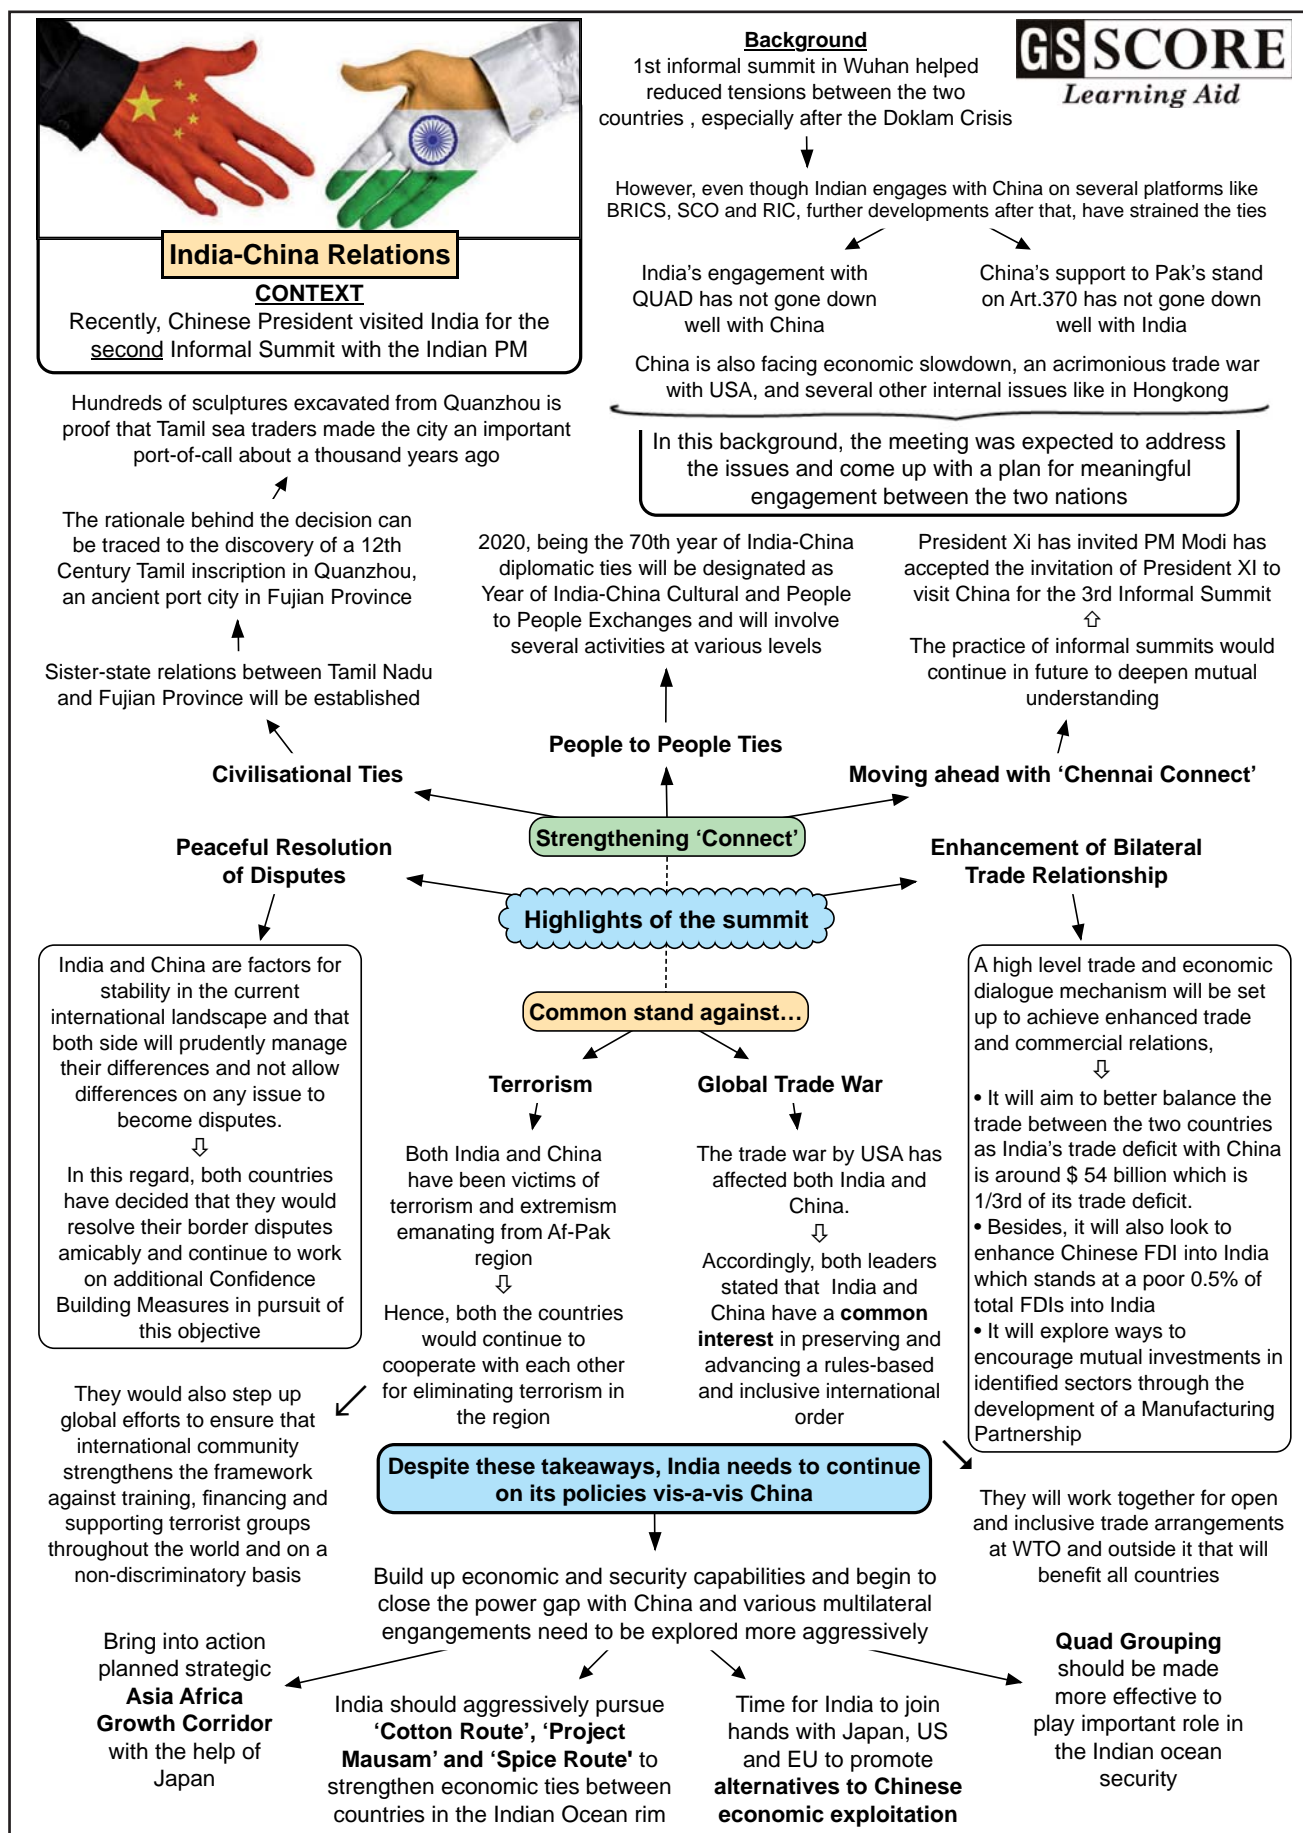 GS SCORE
Learning Aid
India-China Relations
CONTEXT
Recently, Chinese President visited India for the
second Informal Summit with the Indian PM
Background
1st informal summit in Wuhan helped
reduced tensions between the two
countries , especially after the Doklam Crisis
However, even though Indian engages with China on several platforms like
BRICS, SCO and RIC, further developments after that, have strained the ties
India's engagement with
QUAD has not gone down
well with China
China's support to Pak's stand
on Art.370 has not gone down
well with India
China is also facing economic slowdown, an acrimonious trade war
with USA, and several other internal issues like in Hongkong
In this background, the meeting was expected to address
the issues and come up with a plan for meaningful
engagement between the two nations
Hundreds of sculptures excavated from Quanzhou is
proof that Tamil sea traders made the city an important
port-of-call about a thousand years ago
The rationale behind the decision can
be traced to the discovery of a 12th
Century Tamil inscription in Quanzhou,
an ancient port city in Fujian Province
Sister-state relations between Tamil Nadu
and Fujian Province will be established
Civilisational Ties
2020, being the 70th year of India-China
diplomatic ties will be designated as
Year of India-China Cultural and People
to People Exchanges and will involve
several activities at various levels
People to People Ties
President Xi has invited PM Modi has
accepted the invitation of President XI to
visit China for the 3rd Informal Summit
The practice of informal summits would
continue in future to deepen mutual
understanding
Moving ahead with ‘Chennai Connect’
Strengthening ‘Connect’
Highlights of the summit
Common stand against…
Peaceful Resolution
of Disputes
India and China are factors for
stability in the current
international landscape and that
both side will prudently manage
their differences and not allow
differences on any issue to
become disputes.
In this regard, both countries
have decided that they would
resolve their border disputes
amicably and continue to work
on additional Confidence
Building Measures in pursuit of
this objective
Enhancement of Bilateral
Trade Relationship
A high level trade and economic
dialogue mechanism will be set
up to achieve enhanced trade
and commercial relations,
• It will aim to better balance the
trade between the two countries
as India's trade deficit with China
is around $ 54 billion which is
1/3rd of its trade deficit.
• Besides, it will also look to
enhance Chinese FDI into India
which stands at a poor 0.5% of
total FDIs into India
• It will explore ways to
encourage mutual investments in
identified sectors through the
development of a Manufacturing
Partnership
Terrorism
Both India and China
have been victims of
terrorism and extremism
emanating from Af-Pak
region
Hence, both the countries
would continue to
cooperate with each other
for eliminating terrorism in
the region
They would also step up
global efforts to ensure that
international community
strengthens the framework
against training, financing and
supporting terrorist groups
throughout the world and on a
non-discriminatory basis
Global Trade War
The trade war by USA has
affected both India and
China.
Accordingly, both leaders
stated that India and
China have a common
interest in preserving and
advancing a rules-based
and inclusive international
order
They will work together for open
and inclusive trade arrangements
at WTO and outside it that will
benefit all countries
Despite these takeaways, India needs to continue
on its policies vis-a-vis China
Build up economic and security capabilities and begin to
close the power gap with China and various multilateral
engangements need to be explored more aggressively
Bring into action
planned strategic
Asia Africa
Growth Corridor
with the help of
Japan
India should aggressively pursue
‘Cotton Route’, ‘Project
Mausam’ and ‘Spice Route' to
strengthen economic ties between
countries in the Indian Ocean rim
Time for India to join
hands with Japan, US
and EU to promote
alternatives to Chinese
economic exploitation
Quad Grouping
should be made
more effective to
play important role in
the Indian ocean
security